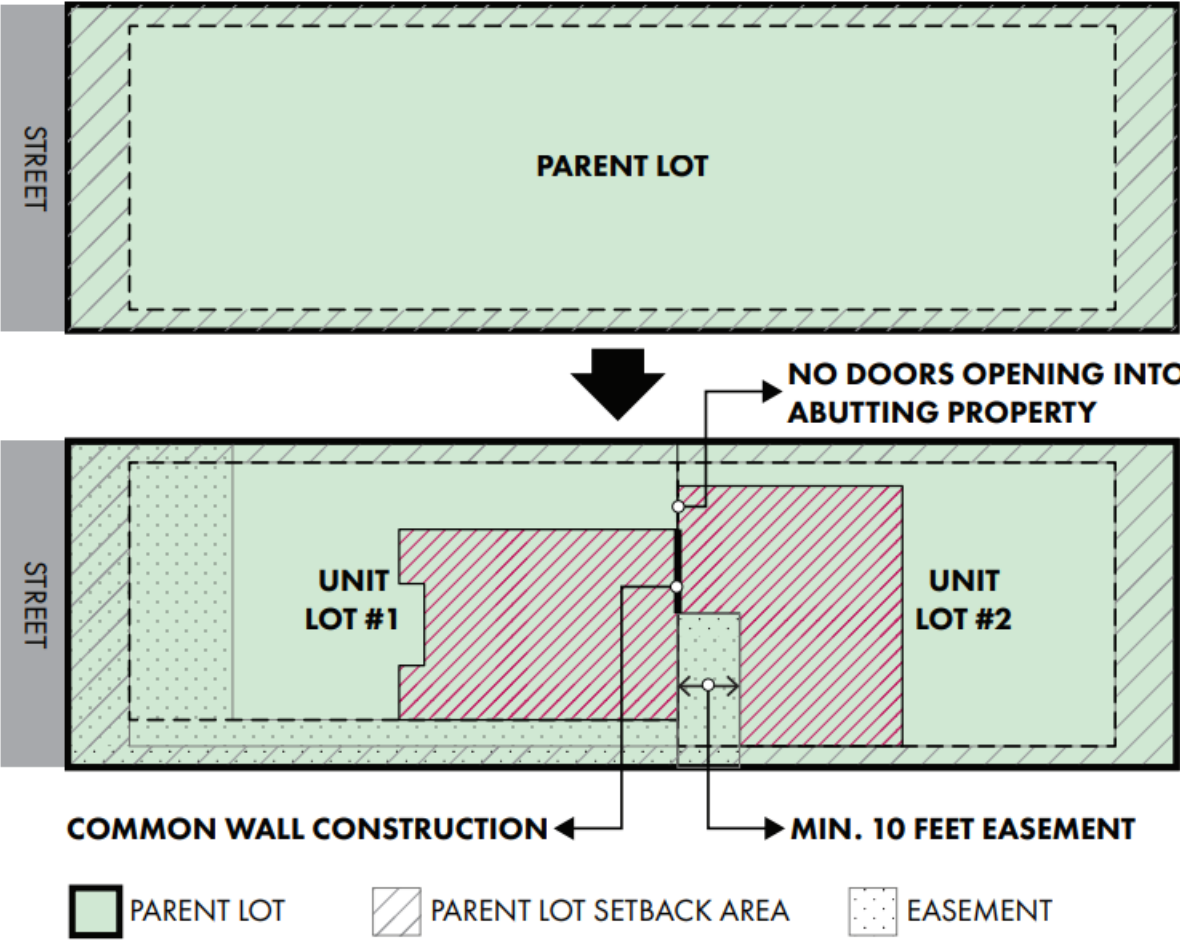 STREET
PARENT LOT
NO DOORS OPENING INTO
ABUTTING PROPERTY
STREET
UNIT
LOT #1
UNIT
LOT #2
COMMON WALL CONSTRUCTION
MIN. 10 FEET EASEMENT
PARENT LOT
PARENT LOT SETBACK AREA
EASEMENT